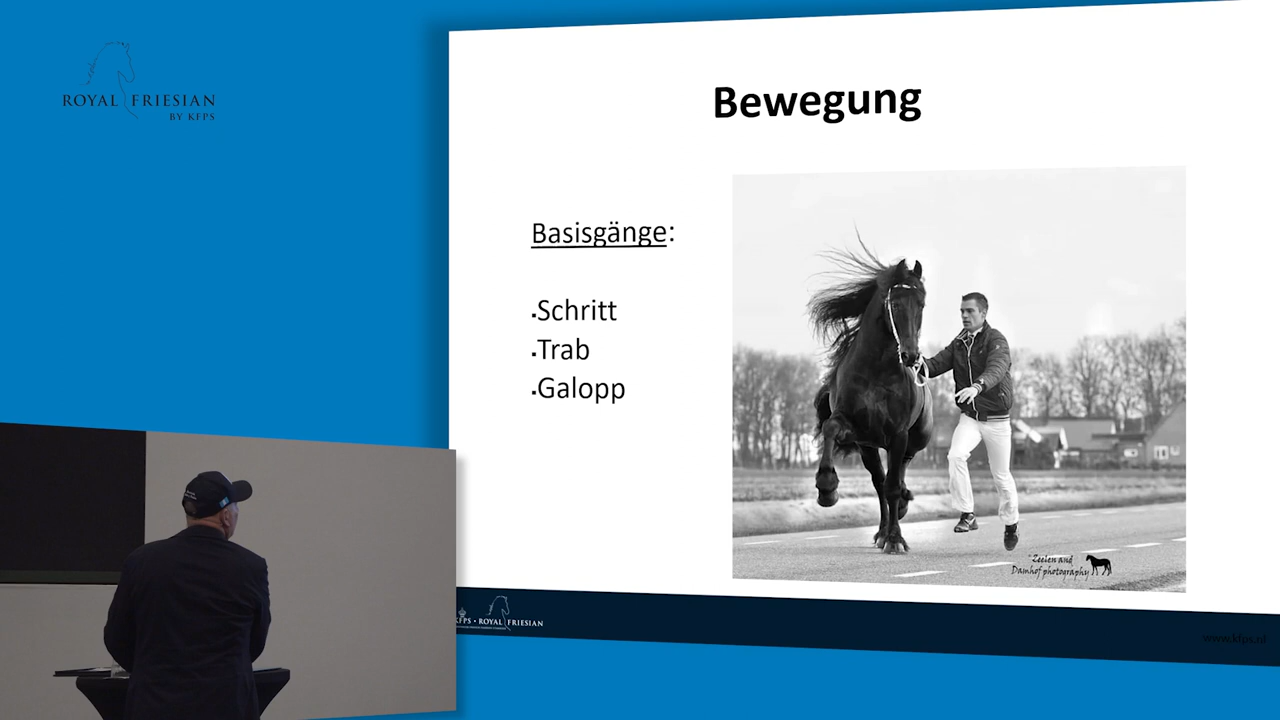 ROYAL FRIESIAN
BY KFPS
Bewegung
Basisgänge:
▪Schritt
▪Trab
▪Galopp
Zeelen and
Damhof photography
KFPS • ROYAL FRIESIAN
www.kfps.nl